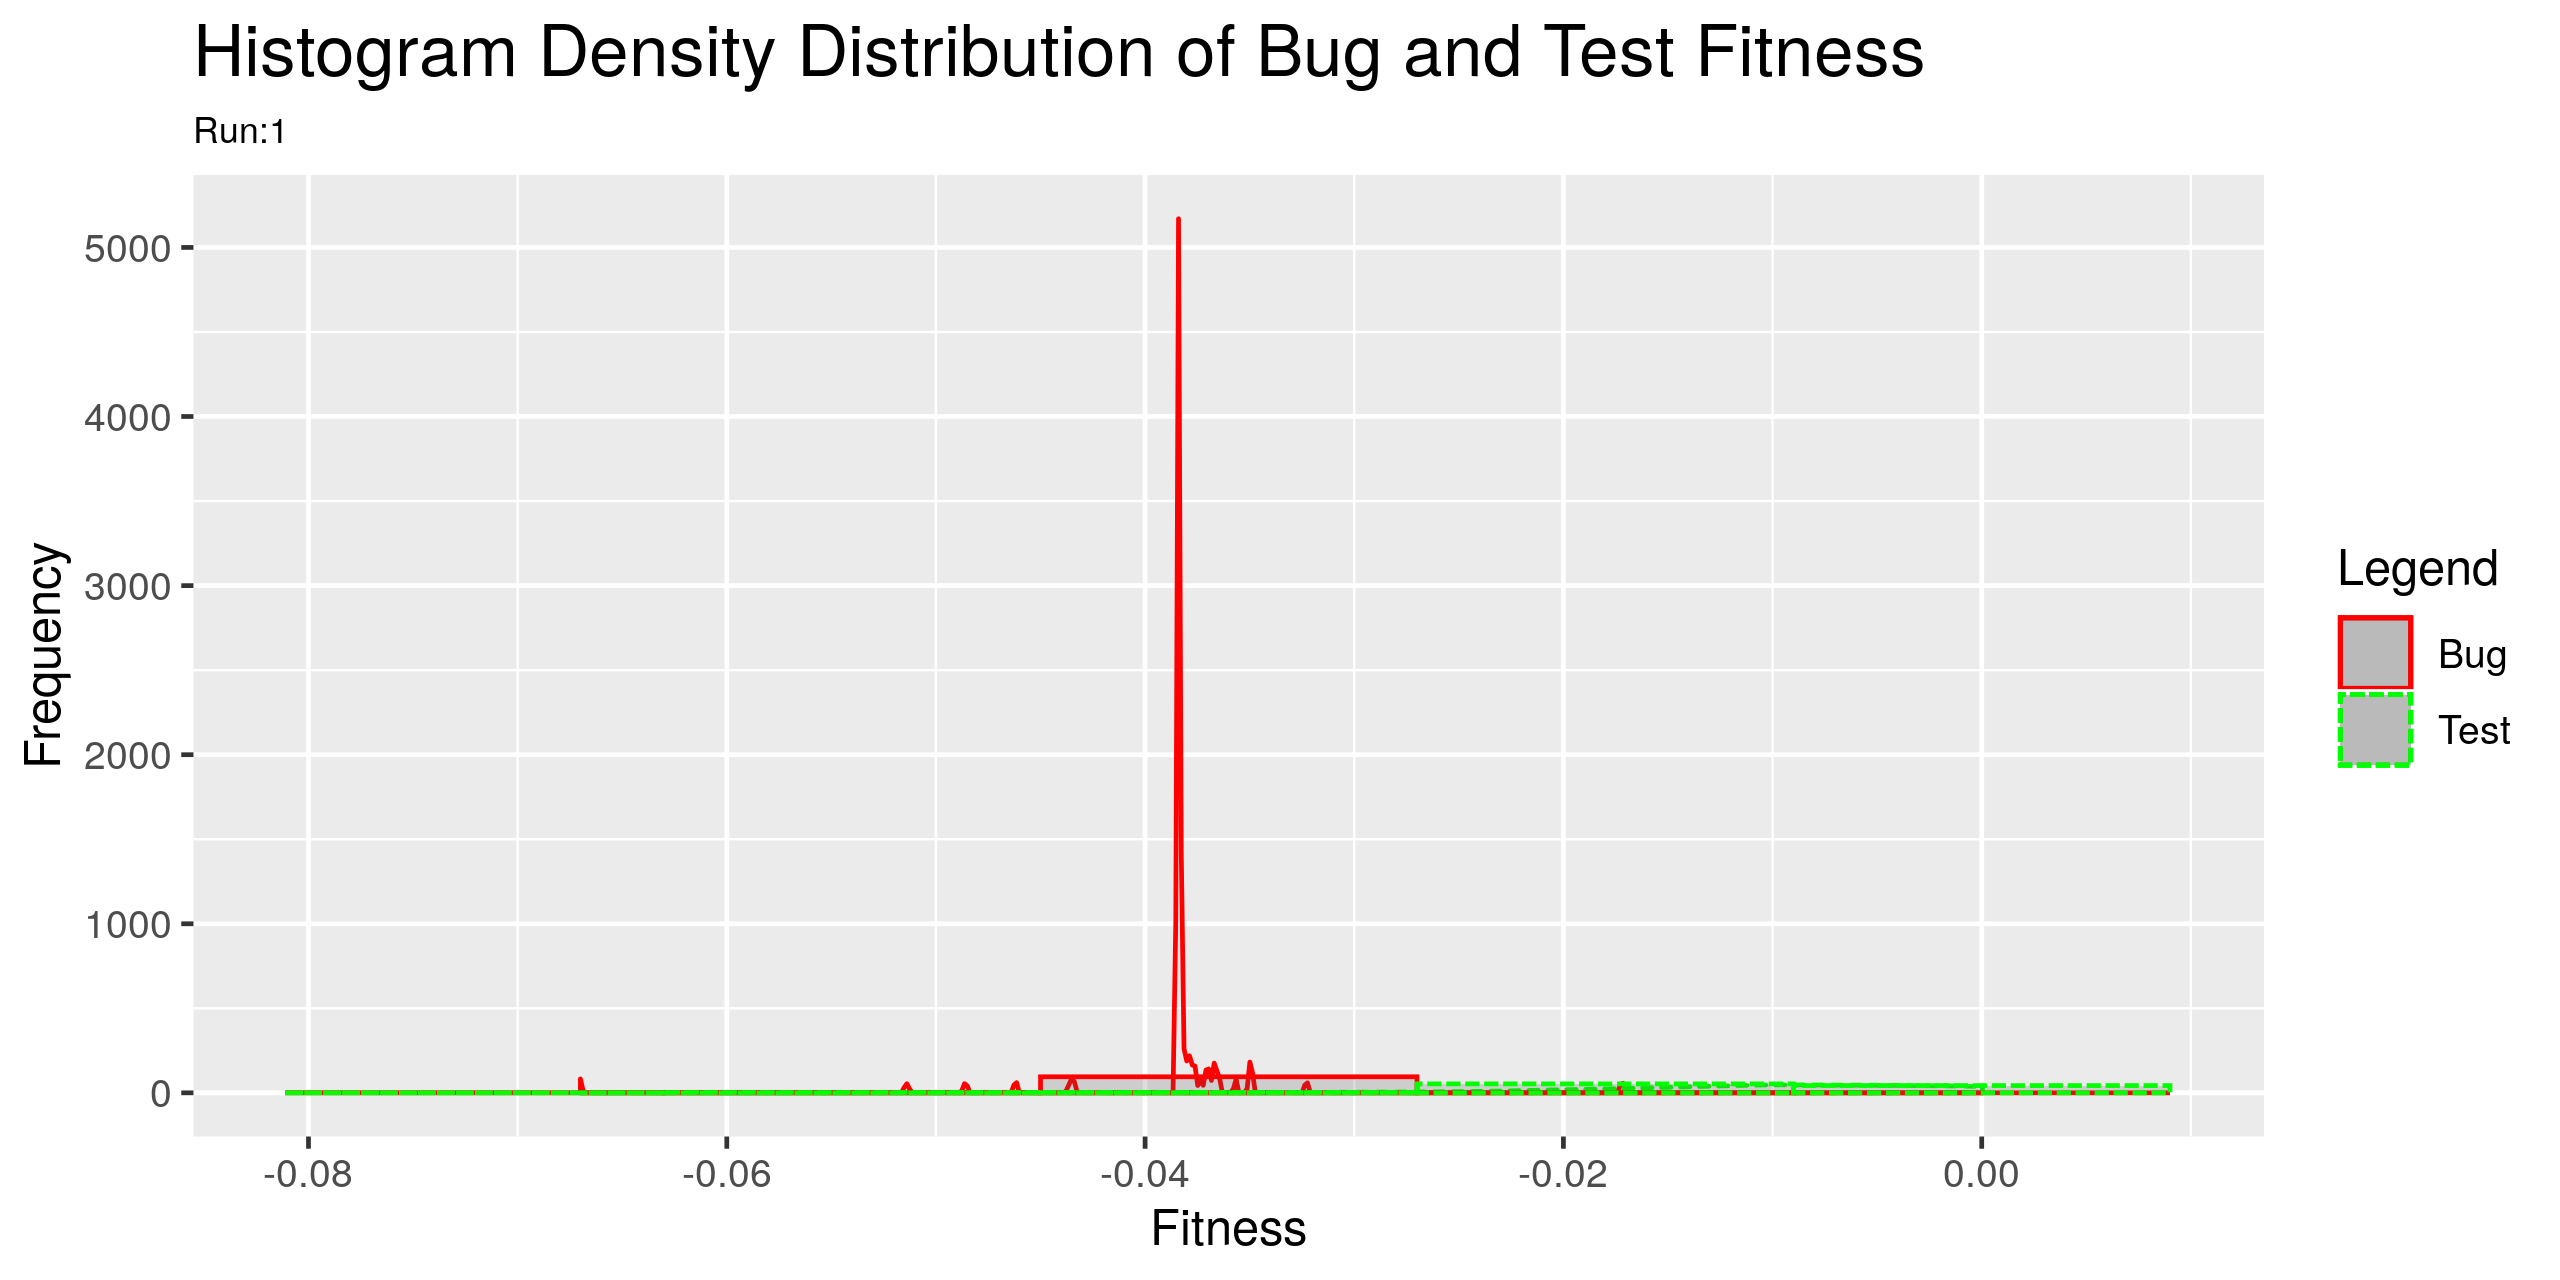 Histogram Density Distribution of Bug and Test Fitness
Run:1
Frequency
5000
4000
3000
2000
1000
0
-0.08
-0.06
-0.04
-0.02
0.00
Fitness
Legend
Bug
Test